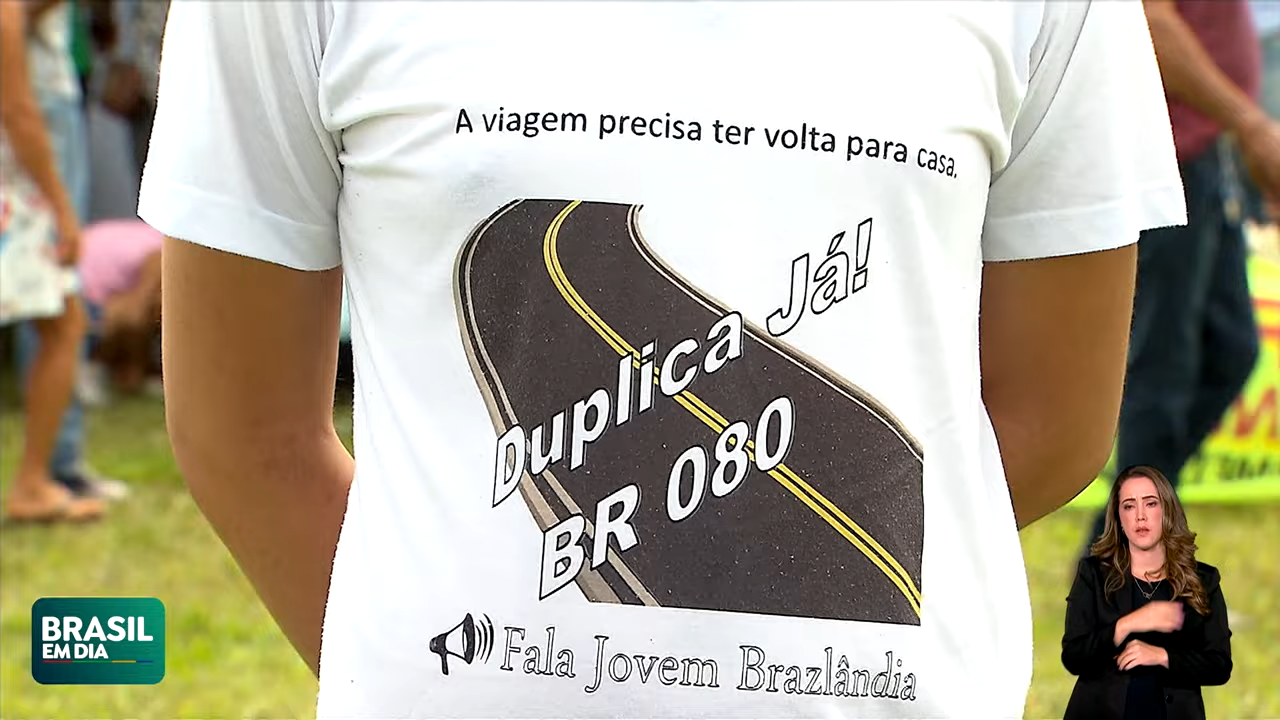 A viagem precisa ter volta para casa.
Duplica Já!
BR 080
Fala Jovem Brazlândia
BRASIL
EM DIA